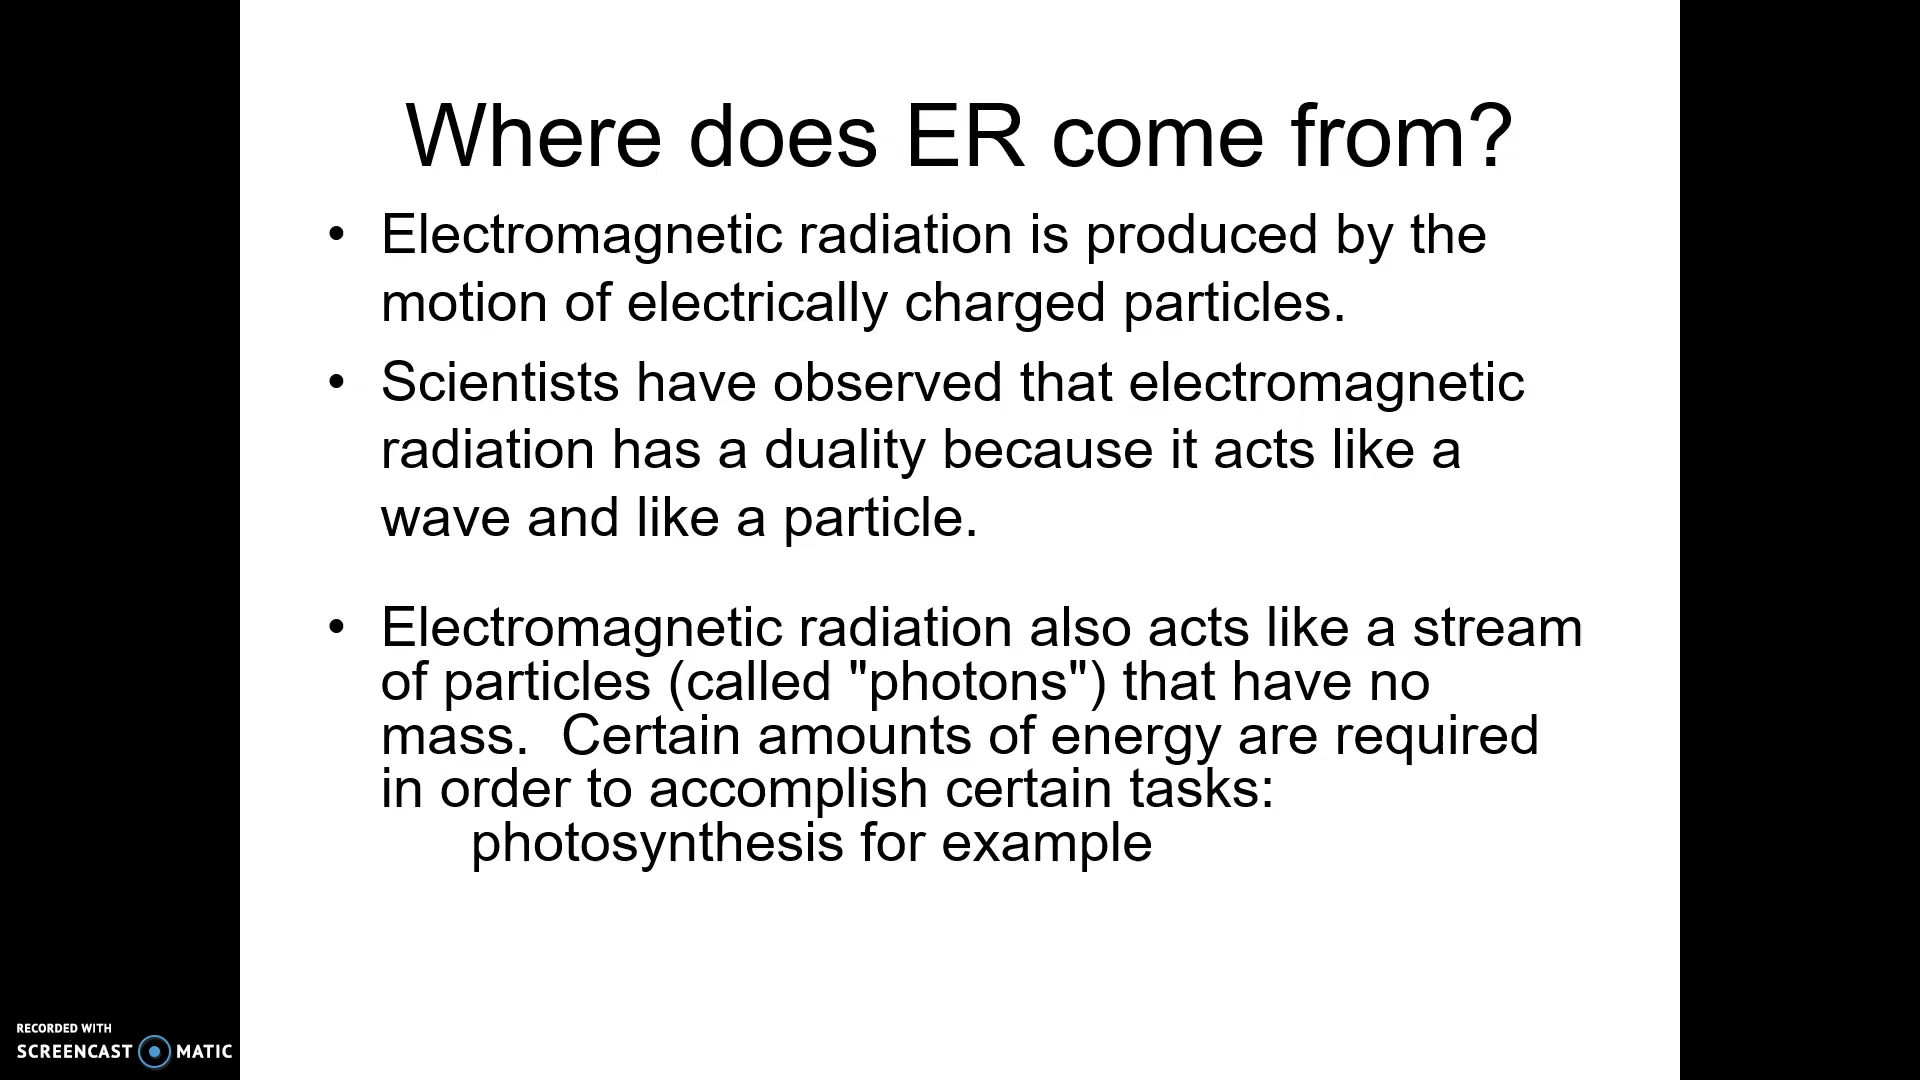 Where does ER come from?
• Electromagnetic radiation is produced by the
motion of electrically charged particles.
• Scientists have observed that electromagnetic
radiation has a duality because it acts like a
wave and like a particle.
• Electromagnetic radiation also acts like a stream
of particles (called "photons") that have no
mass.  Certain amounts of energy are required
in order to accomplish certain tasks:
photosynthesis for example
RECORDED WITH
SCREENCAST MATIC